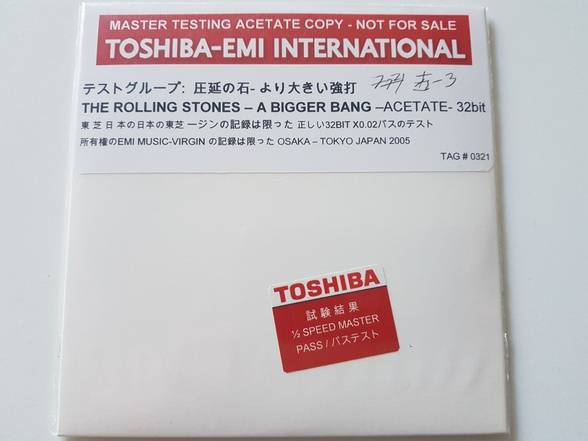 MASTER TESTING ACETATE COPY - NOT FOR SALE
TOSHIBA-EMI INTERNATIONAL
テストグループ: 圧延の石- より大きい強打
THE ROLLING STONES – A BIGGER BANG –ACETATE- 32bit
東芝日本の日本の東芝 ージンの記録は限った 正しい32BIT X0.02パスのテスト
所有権のEMI MUSIC-VIRGIN の記録は限った OSAKA – TOKYO JAPAN 2005
TAG # 0321
TOSHIBA
試験結果
½ SPEED MASTER
PASS / パステスト